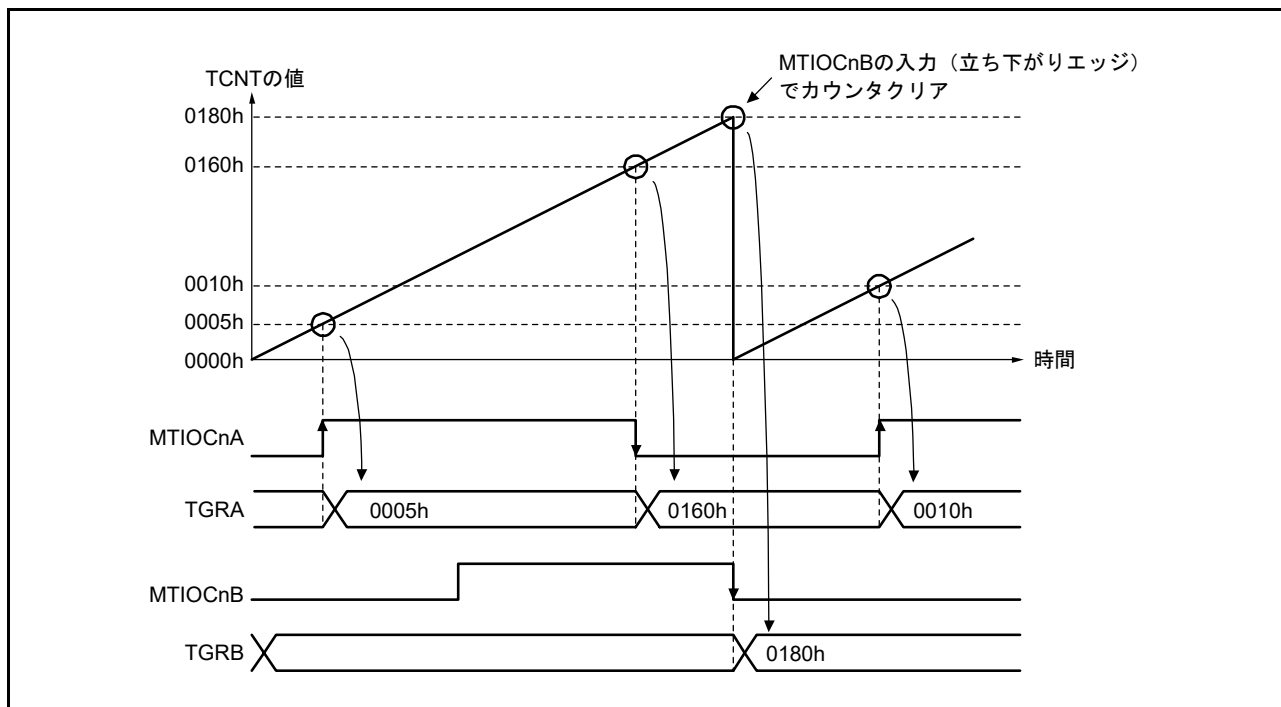 MTIOCnBの入力（立ち下がりエッジ）
でカウンタクリア
TCNTの値
0180h
0160h
0010h
0005h
0000h
時間
MTIOCnA
TGRA
0005h
0160h
0010h
MTIOCnB
TGRB
0180h